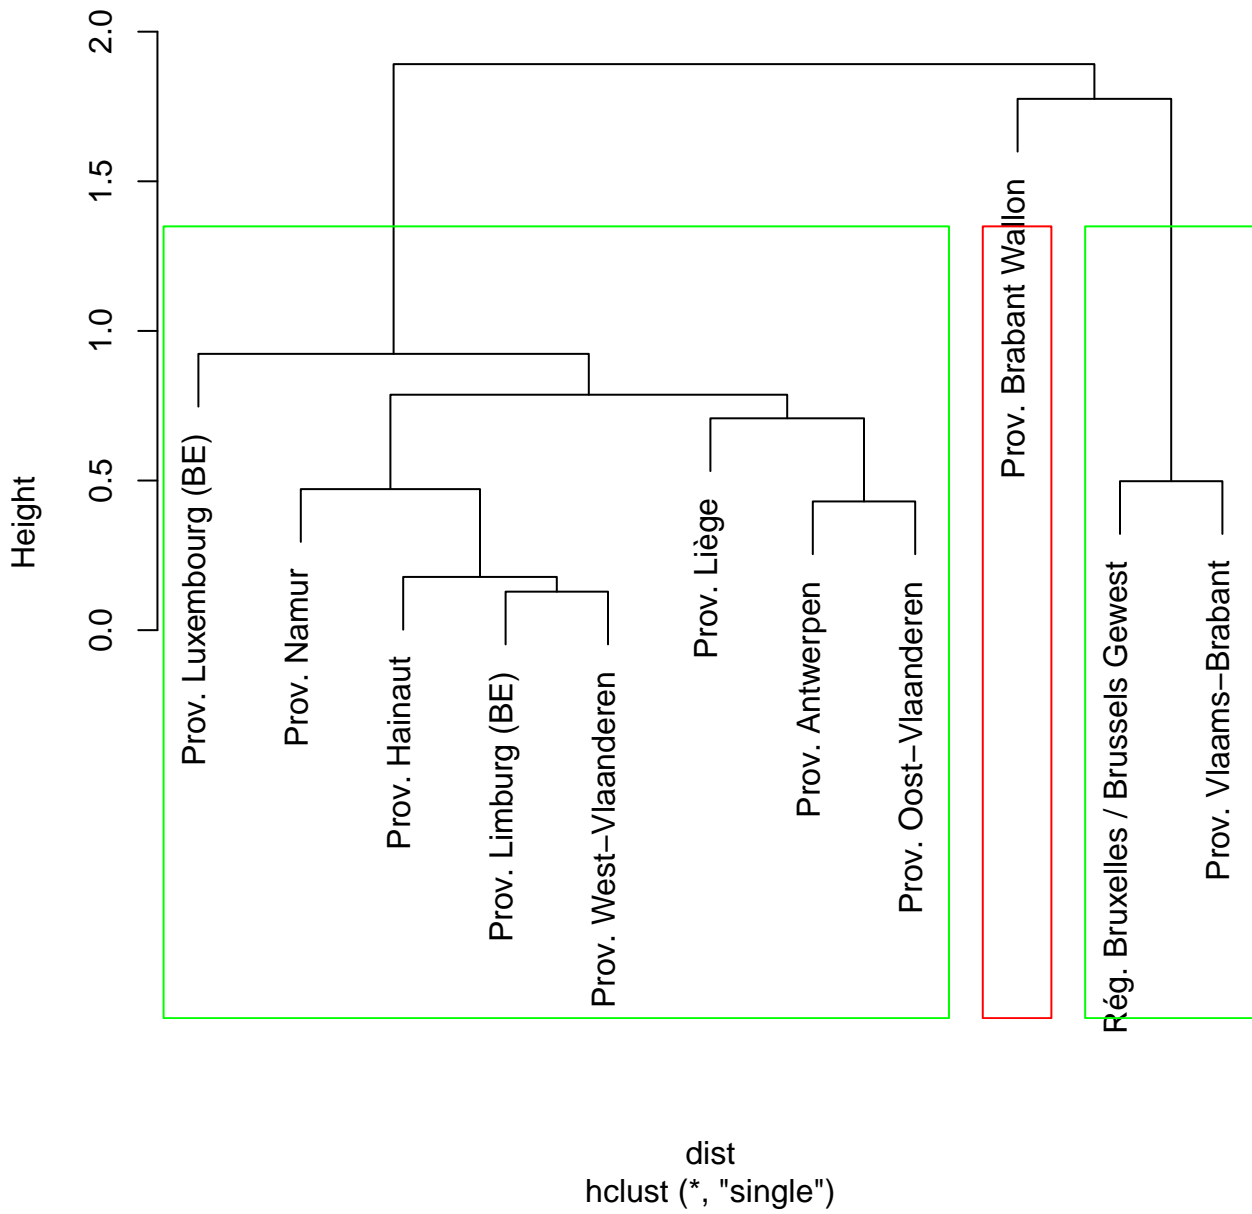 Height
2.0
1.5
1.0
0.5
0.0
Prov. Luxembourg (BE)
Prov. Namur
Prov. Hainaut
Prov. Limburg (BE)
Prov. West−Vlaanderen
Prov. Liège
Prov. Antwerpen
Prov. Oost−Vlaanderen
Prov. Brabant Wallon
Rég. Bruxelles / Brussels Gewest
Prov. Vlaams−Brabant
dist
hclust (*, "single")